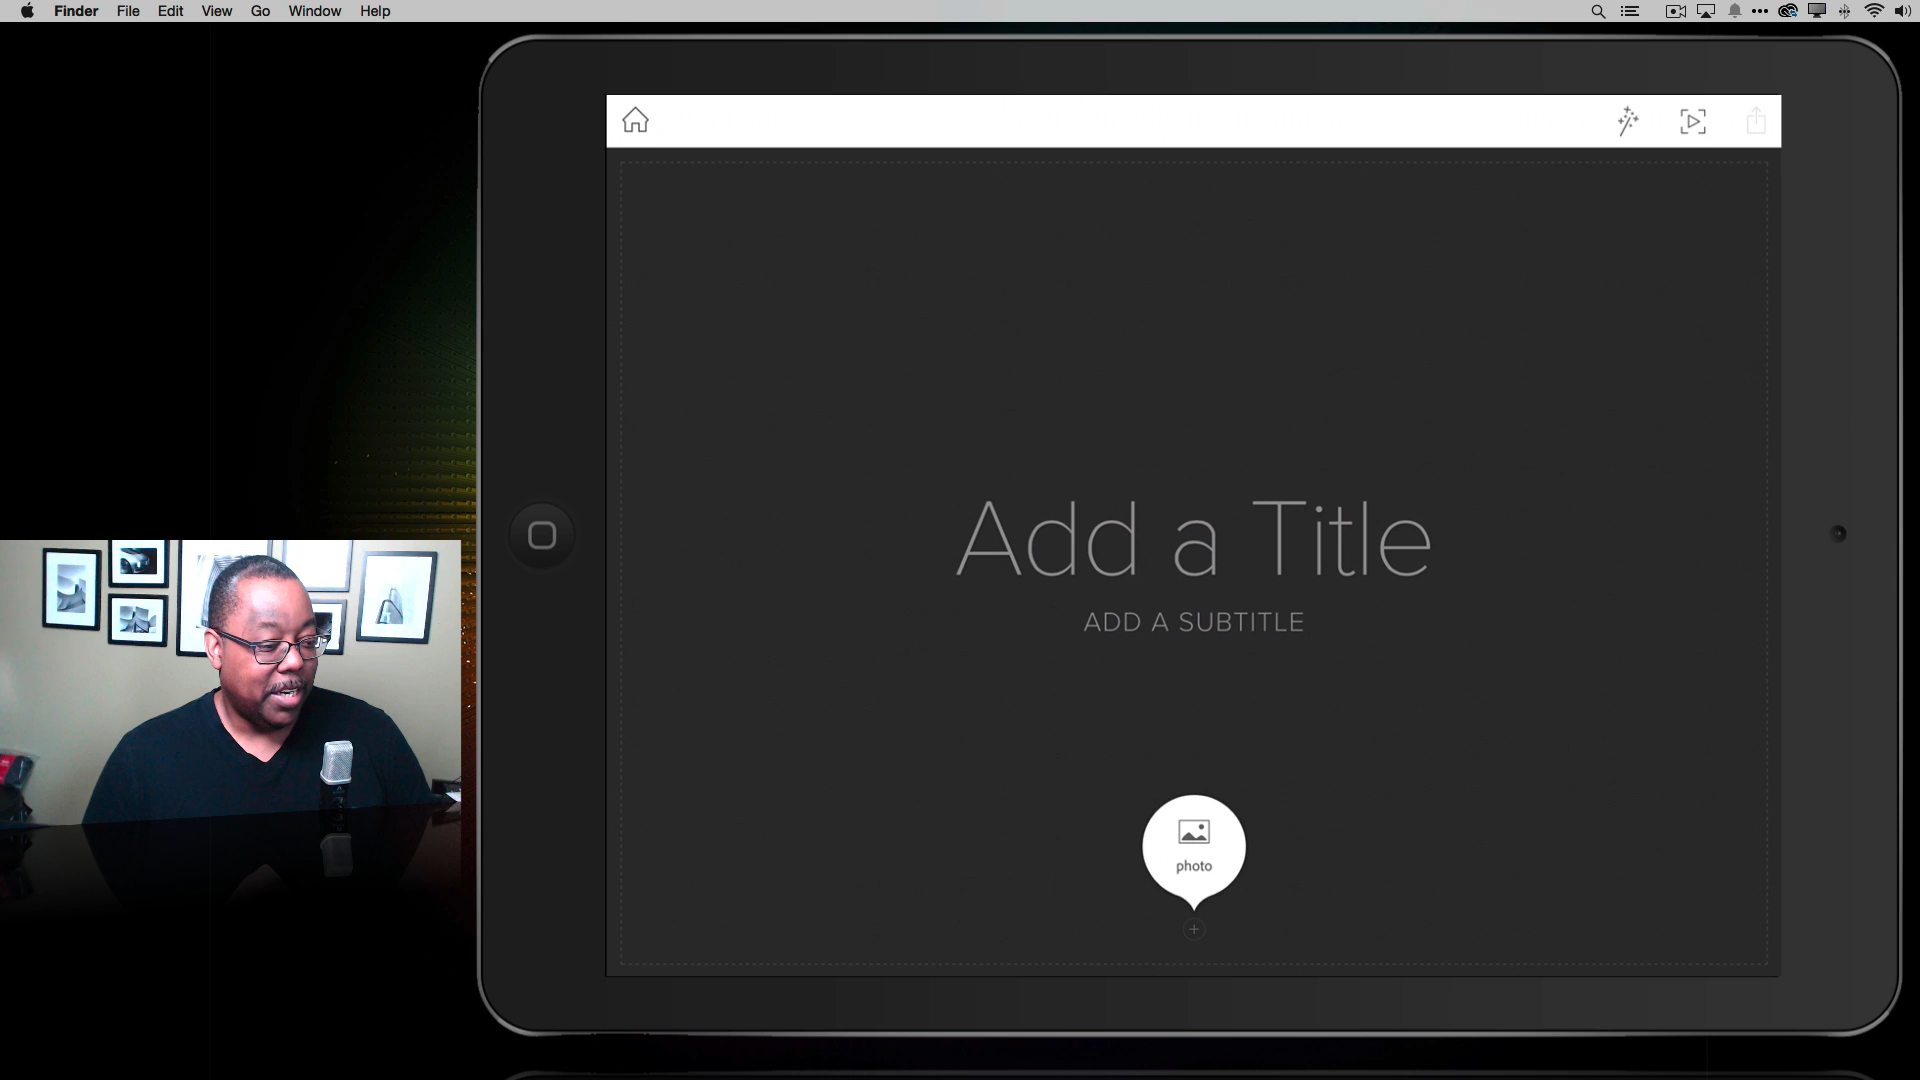 Finder File Edit View Go Window Help
Add a Title
ADD A SUBTITLE
photo